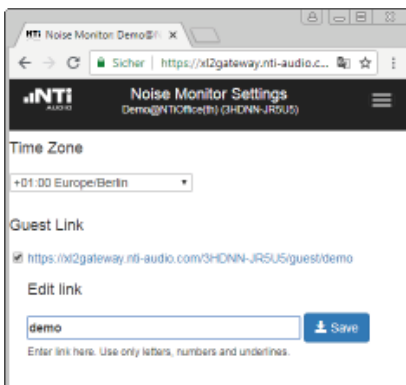 NTi Noise Monitor: Demo@N
Sicher | https://xl2gateway.nti-audio.c...
NTi AUDIO
Noise Monitor Settings
Demo@NTiOffice(th) (3HDNN-JR5U5)
Time Zone
+01:00 Europe/Berlin
Guest Link
https://xl2gateway.nti-audio.com/3HDNN-JR5U5/guest/demo
Edit link
demo
Save
Enter link here. Use only letters, numbers and underlines.